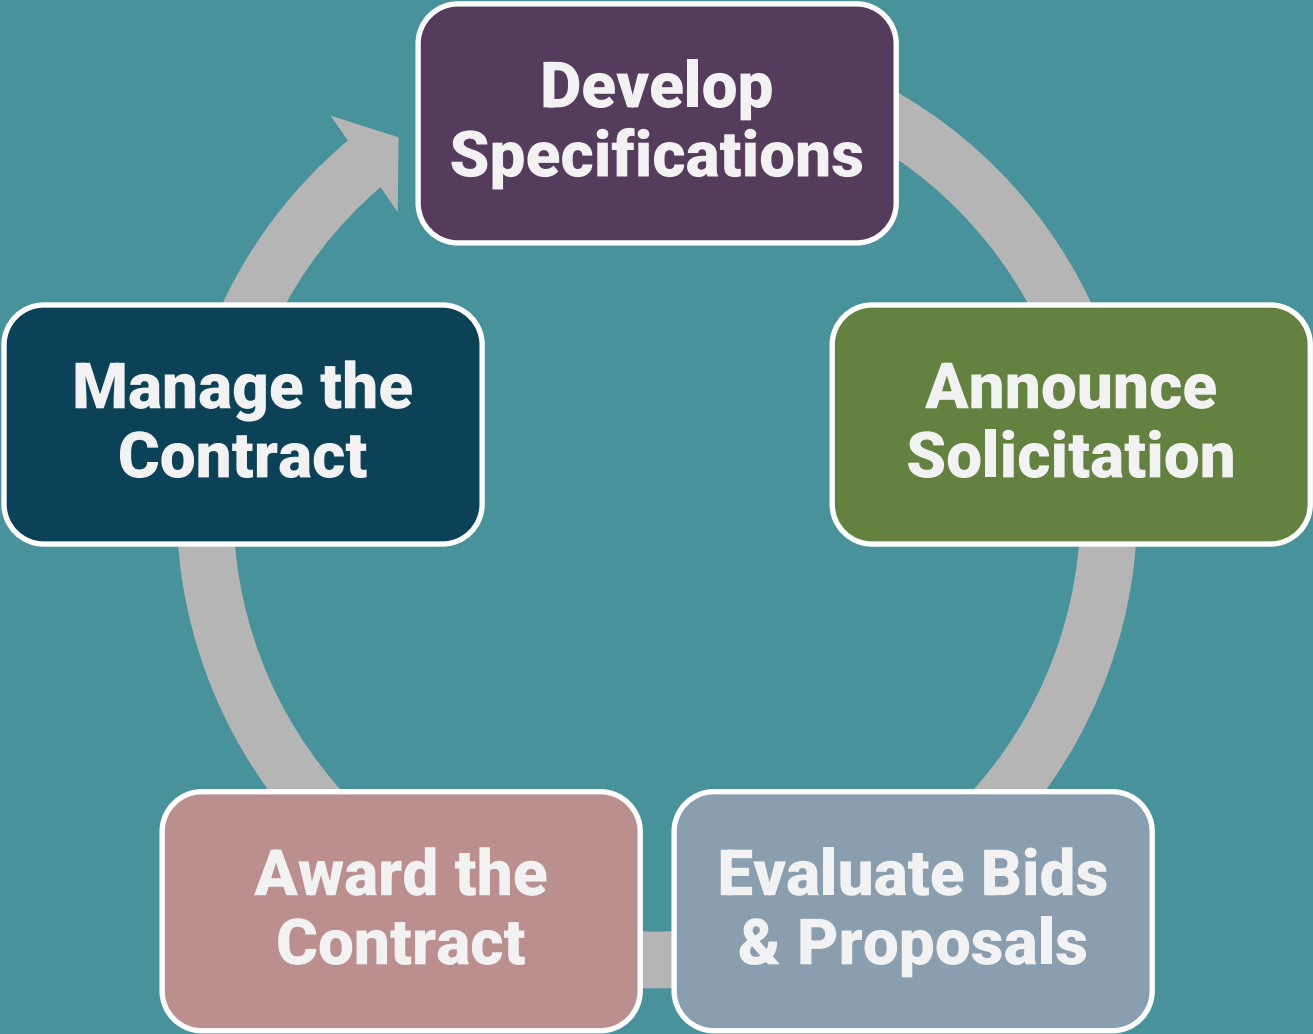 Develop
Specifications
Announce
Solicitation
Evaluate Bids
& Proposals
Award the
Contract
Manage the
Contract